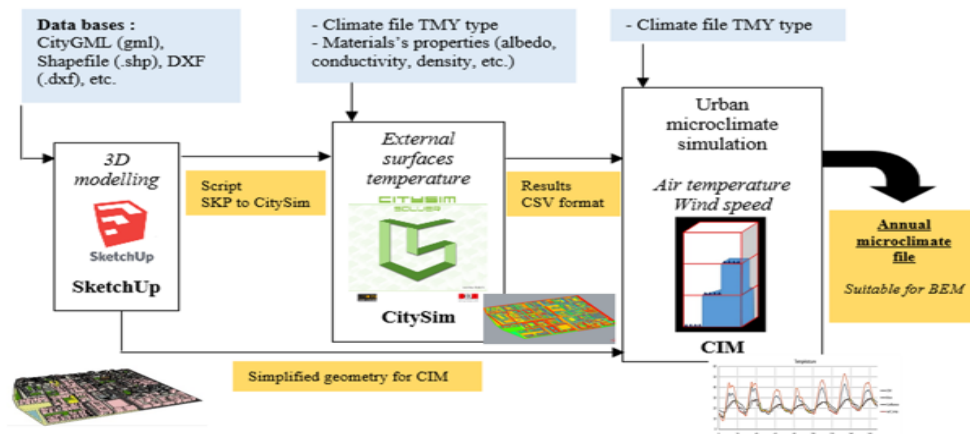 Data bases:
CityGML (gml),
Shapefile (.shp), DXF
(.dxf), etc.
- Climate file TMY type
- Materials's properties (albedo,
conductivity, density, etc.)
- Climate file TMY type
3D
modelling
SketchUp
SketchUp
Script
SKP to CitySim
External
surfaces
temperature
CITYSIM
SOLVER
CitySim
Results
CSV format
Urban
microclimate
simulation
Air temperature
Wind speed
CIM
Annual
microclimate
file
Suitable for BEM
Simplified geometry for CIM